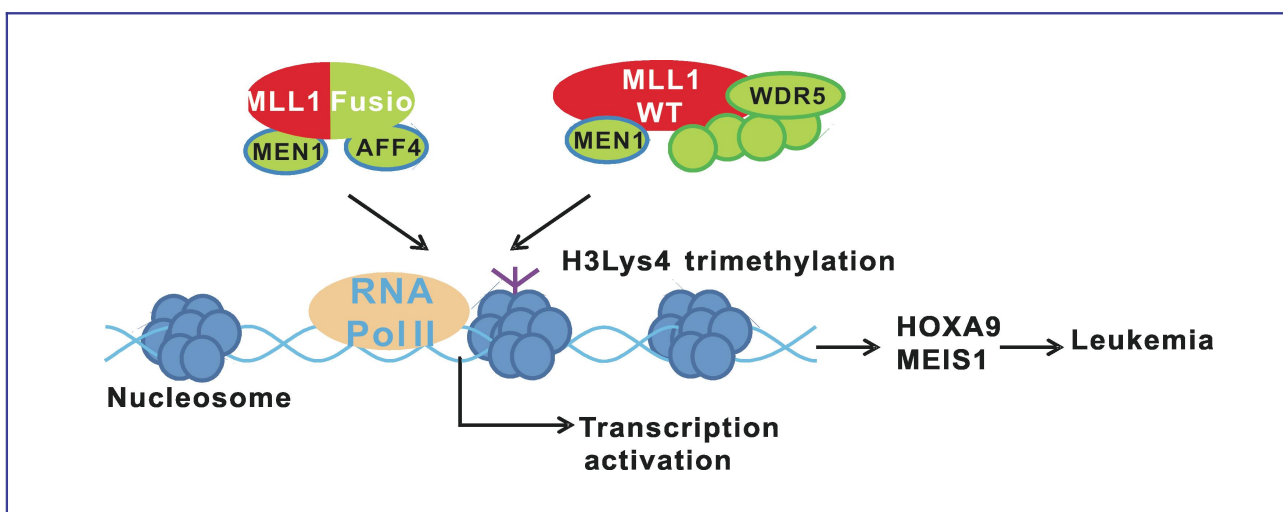 MLL1 Fusio
MEN1
AFF4
MLL1
WT
WDR5
MEN1
H3Lys4 trimethylation
RNA
Pol II
Nucleosome
HOXA9
MEIS1
Leukemia
Transcription
activation